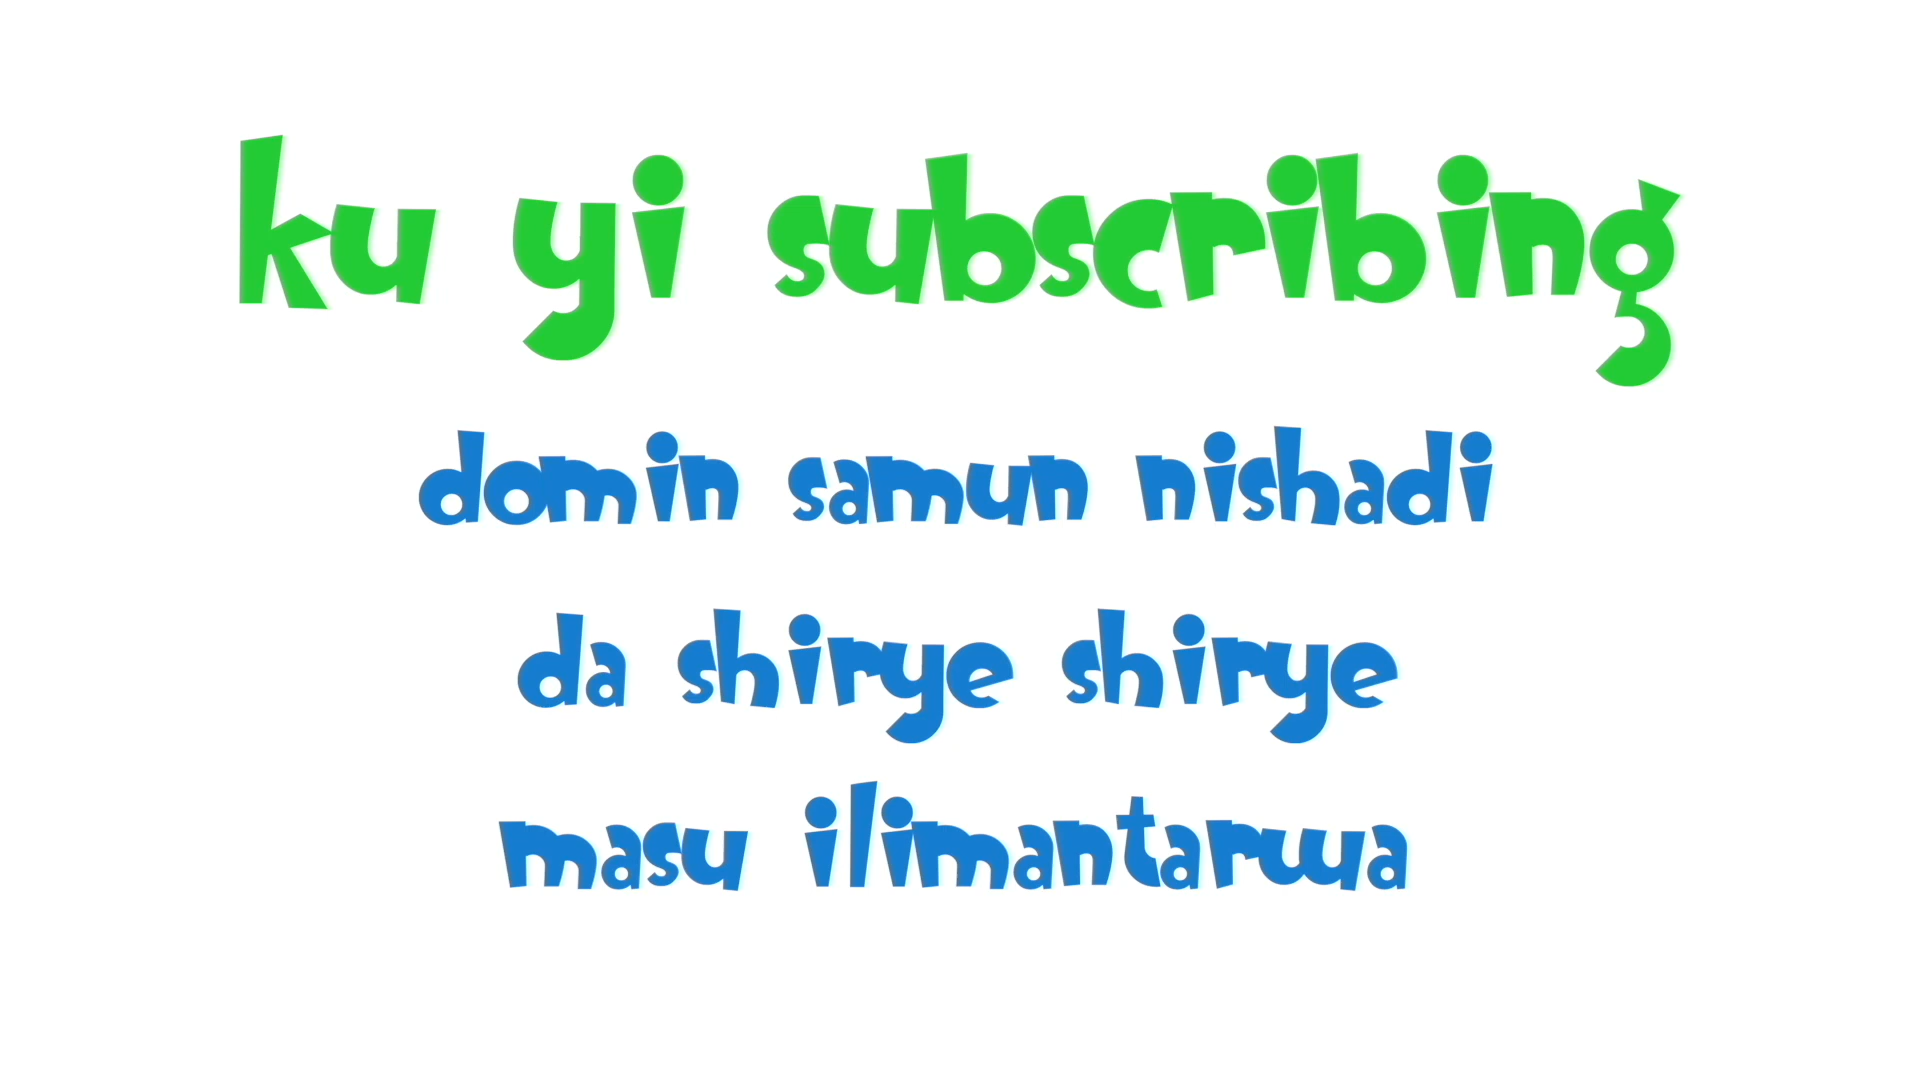 ku yi subscribing
domin samun nishadi
da shirye shirye
masu ilimantarwa